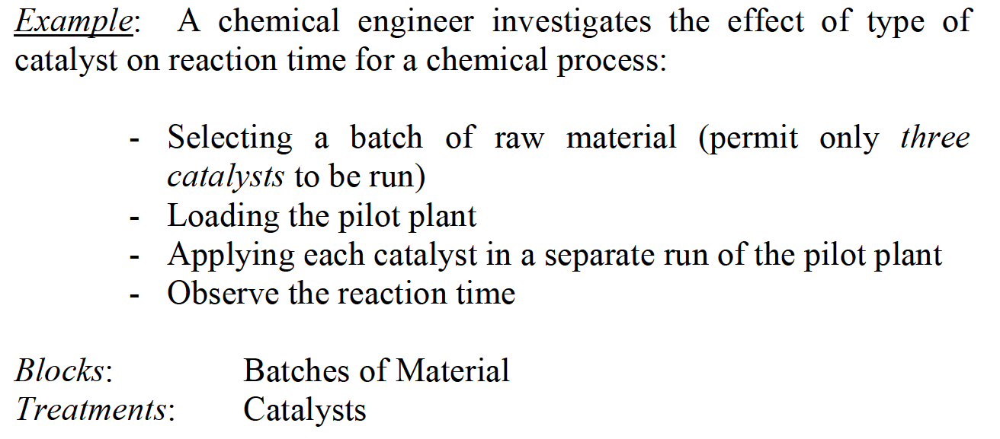 Example: A chemical engineer investigates the effect of type of
catalyst on reaction time for a chemical process:
- Selecting a batch of raw material (permit only three
catalysts to be run)
- Loading the pilot plant
- Applying each catalyst in a separate run of the pilot plant
- Observe the reaction time
Blocks: Batches of Material
Treatments: Catalysts